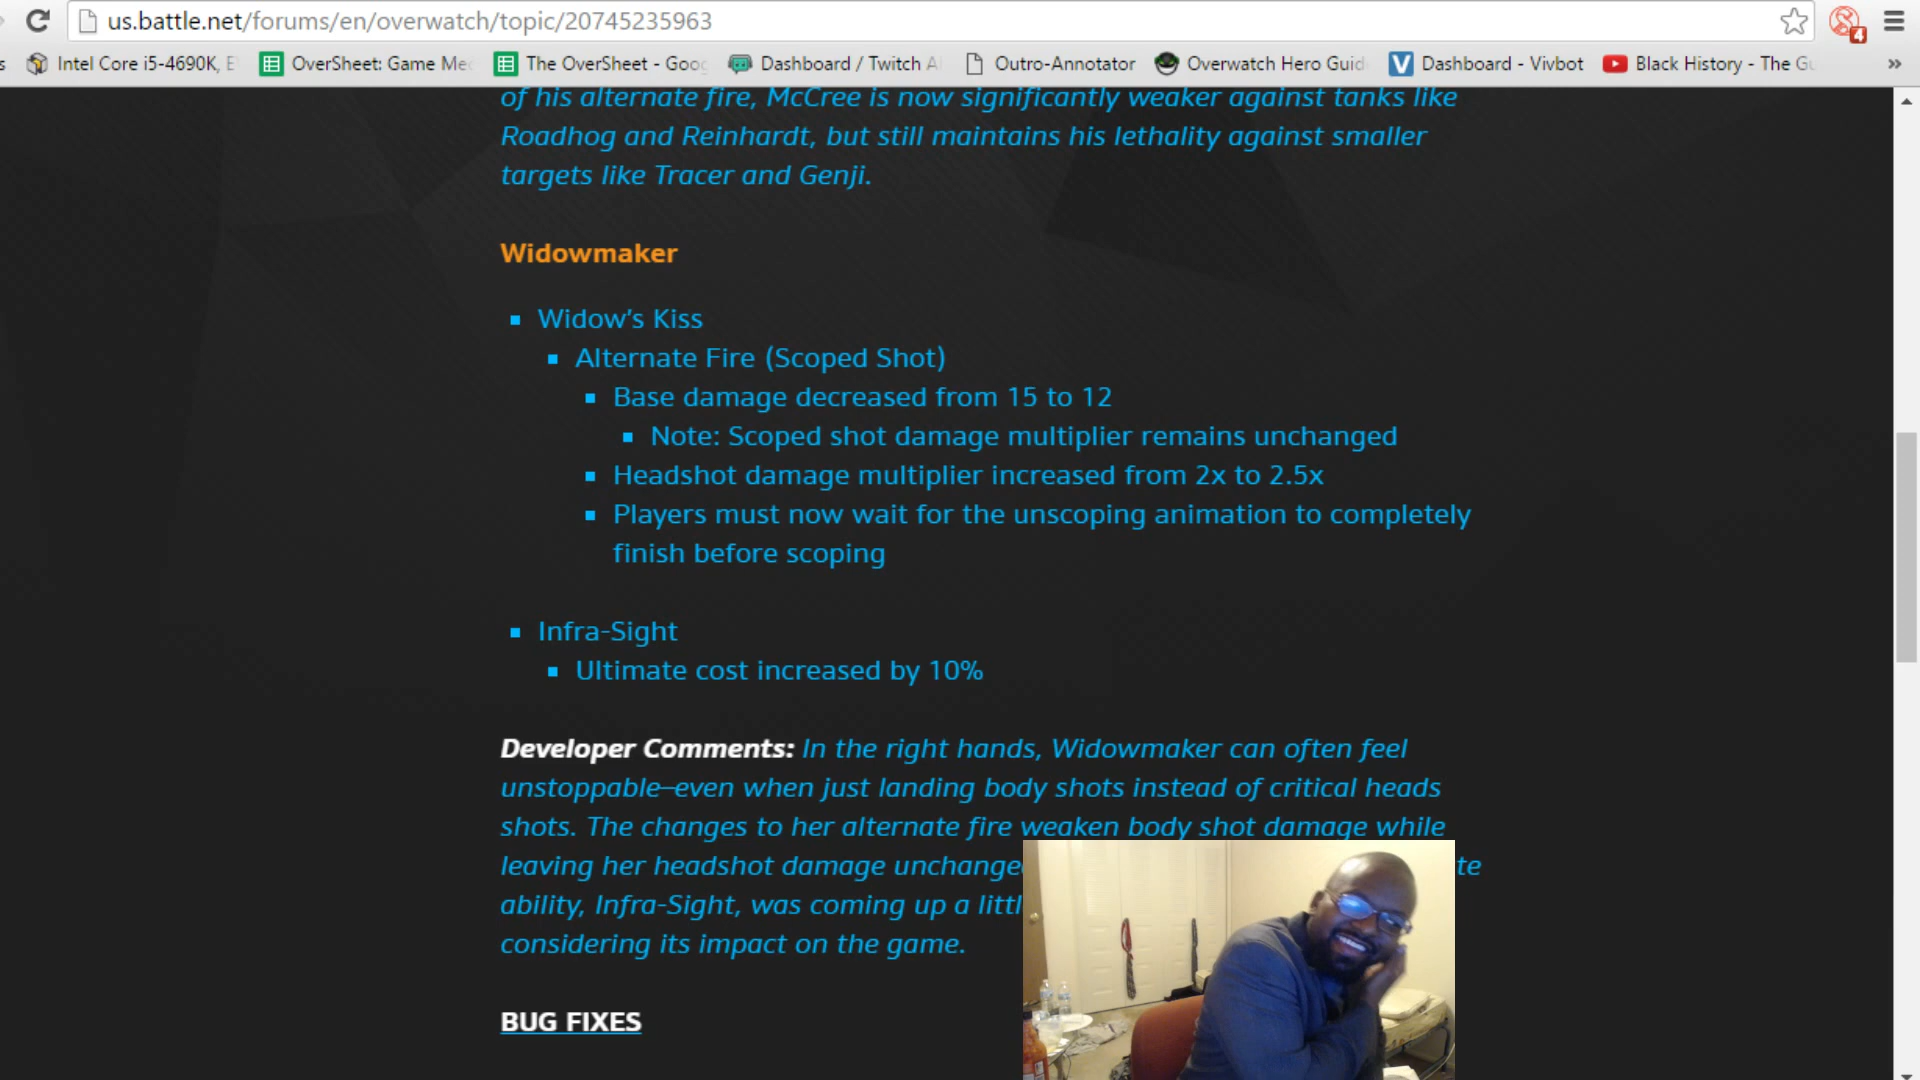 us.battle.net/forums/en/overwatch/topic/20745235963
4
s Intel Core i5-4690K, E OverSheet: Game Me The OverSheet - Goog Dashboard / Twitch A Outro-Annotator Overwatch Hero Guid Dashboard - Vivbot Black History - The Gu »
of his alternate fire, McCree is now significantly weaker against tanks like
Roadhog and Reinhardt, but still maintains his lethality against smaller
targets like Tracer and Genji.
Widowmaker
Widow's Kiss
Alternate Fire (Scoped Shot)
Base damage decreased from 15 to 12
Note: Scoped shot damage multiplier remains unchanged
Headshot damage multiplier increased from 2x to 2.5x
Players must now wait for the unscoping animation to completely
finish before scoping
Infra-Sight
Ultimate cost increased by 10%
Developer Comments: In the right hands, Widowmaker can often feel
unstoppable—even when just landing body shots instead of critical heads
shots. The changes to her alternate fire weaken body shot damage while
leaving her headshot damage unchange te
ability, Infra-Sight, was coming up a littl
considering its impact on the game.
BUG FIXES